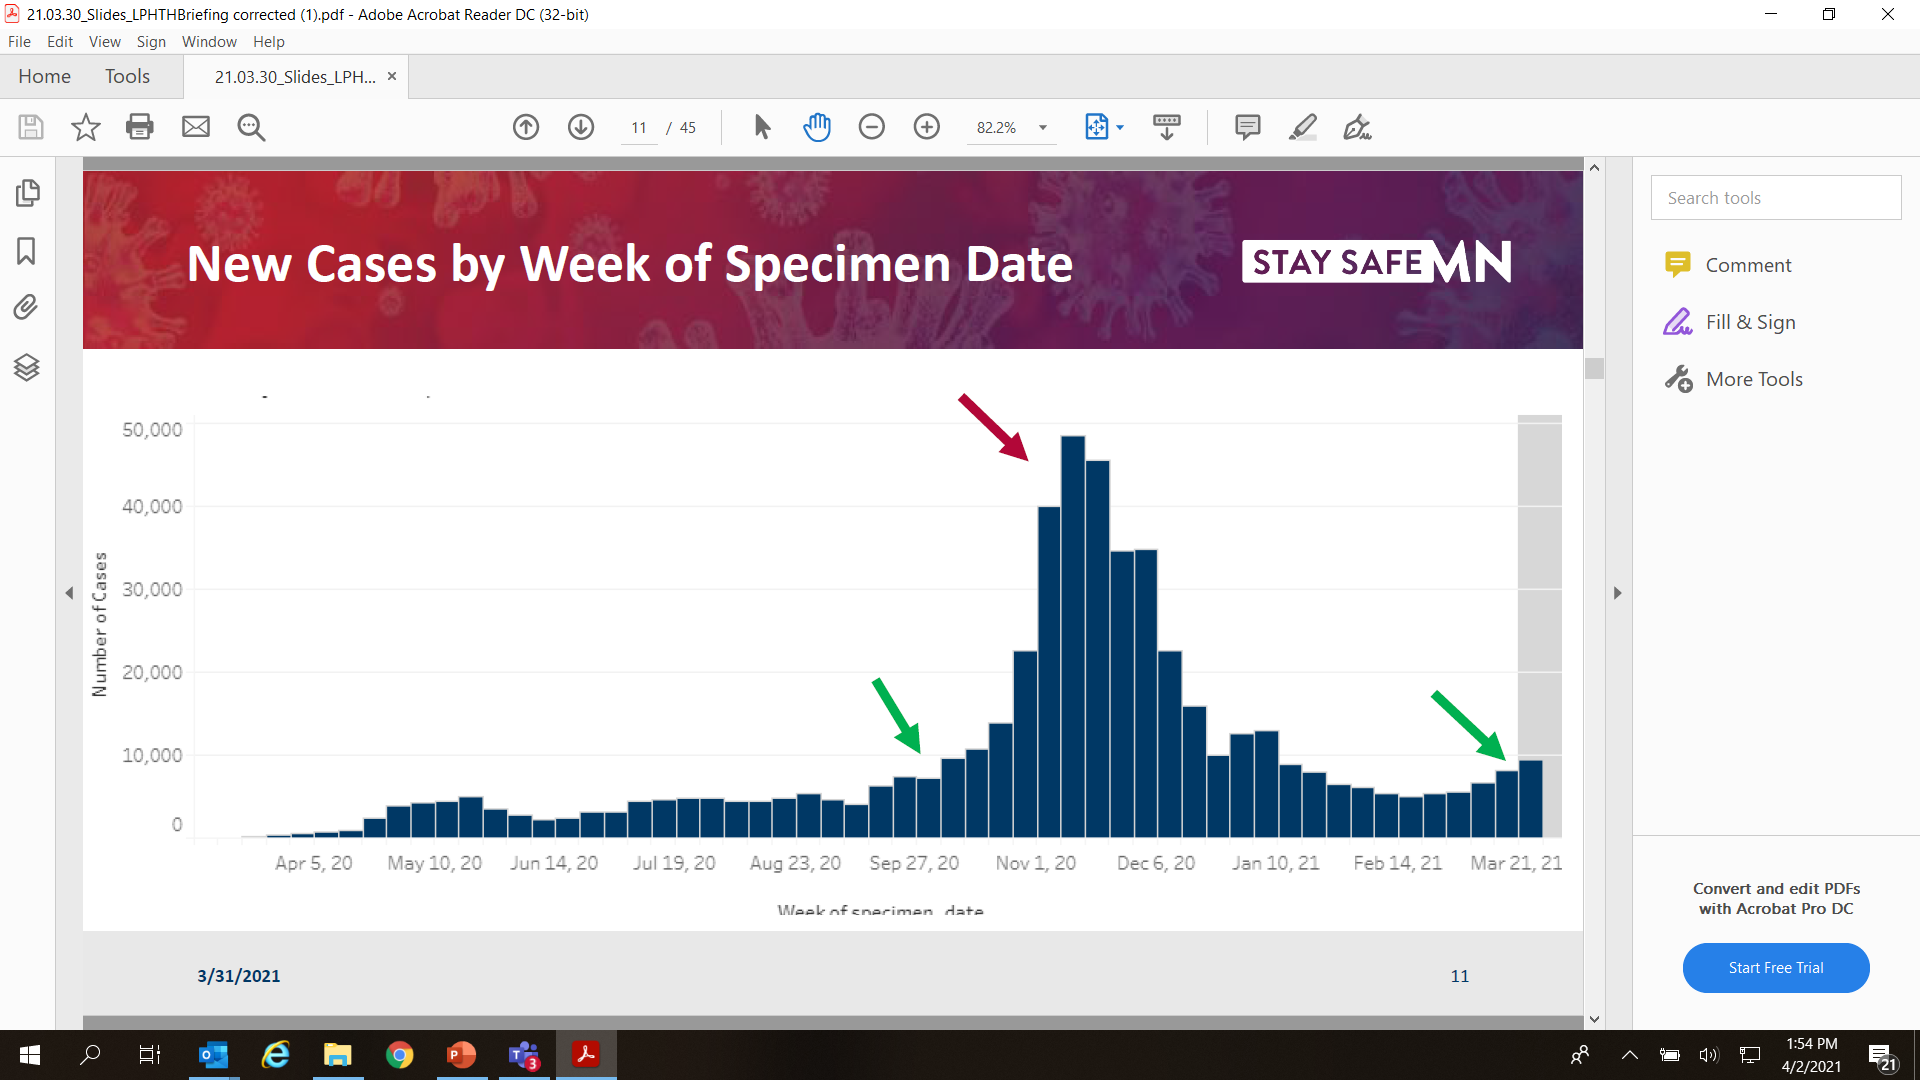 21.03.30_Slides_LPHTHBriefing corrected (1).pdf - Adobe Acrobat Reader DC (32-bit)
File Edit View Sign Window Help
Home Tools 21.03.30_Slides_LPH... ×
11 / 45 82.2%
Search tools
Comment
Fill & Sign
More Tools
Convert and edit PDFs
with Acrobat Pro DC
Start Free Trial
New Cases by Week of Specimen Date
STAY SAFE MN
Number of Cases
50,000
40,000
30,000
20,000
10,000
0
Apr 5, 20 May 10, 20 Jun 14, 20 Jul 19, 20 Aug 23, 20 Sep 27, 20 Nov 1, 20 Dec 6, 20 Jan 10, 21 Feb 14, 21 Mar 21, 21
Week of specimen_date
3/31/2021 11
3
1:54 PM
4/2/2021
21